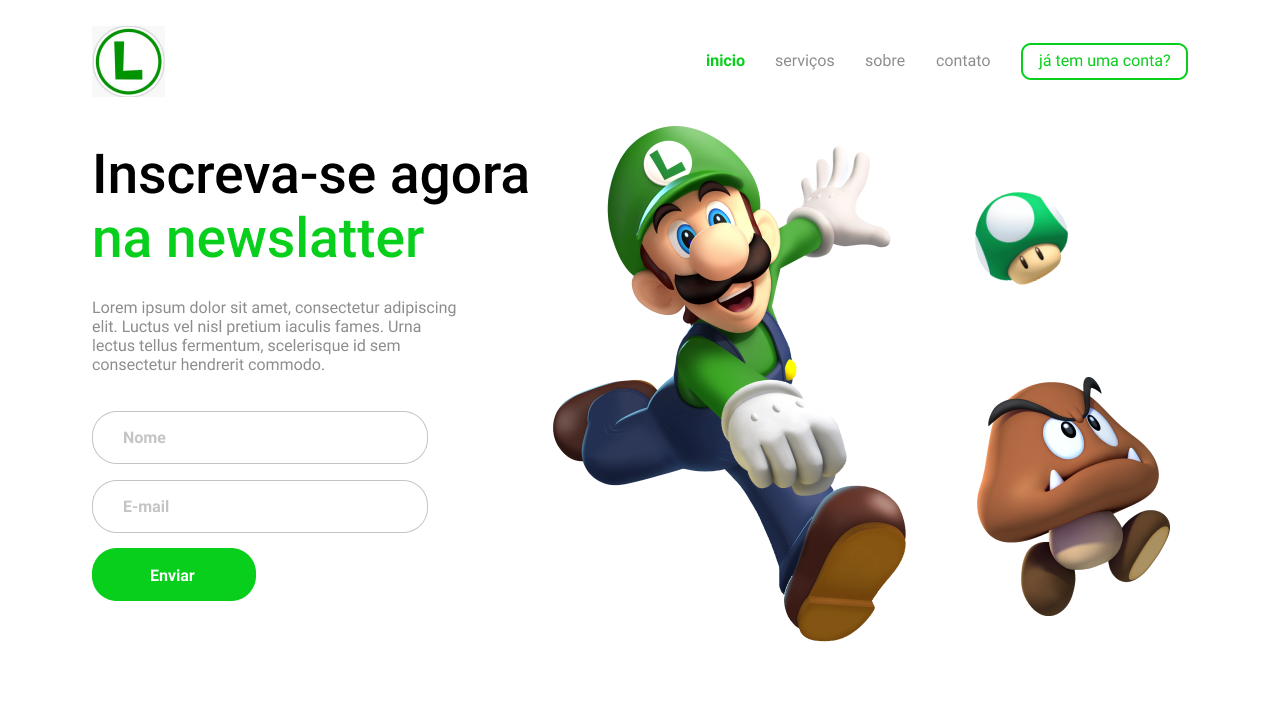 L
inicio serviços sobre contato já tem uma conta?
L
Inscreva-se agora
na newslatter
Lorem ipsum dolor sit amet, consectetur adipiscing
elit. Luctus vel nisl pretium iaculis fames. Urna
lectus tellus fermentum, scelerisque id sem
consectetur hendrerit commodo.
Nome
E-mail
Enviar